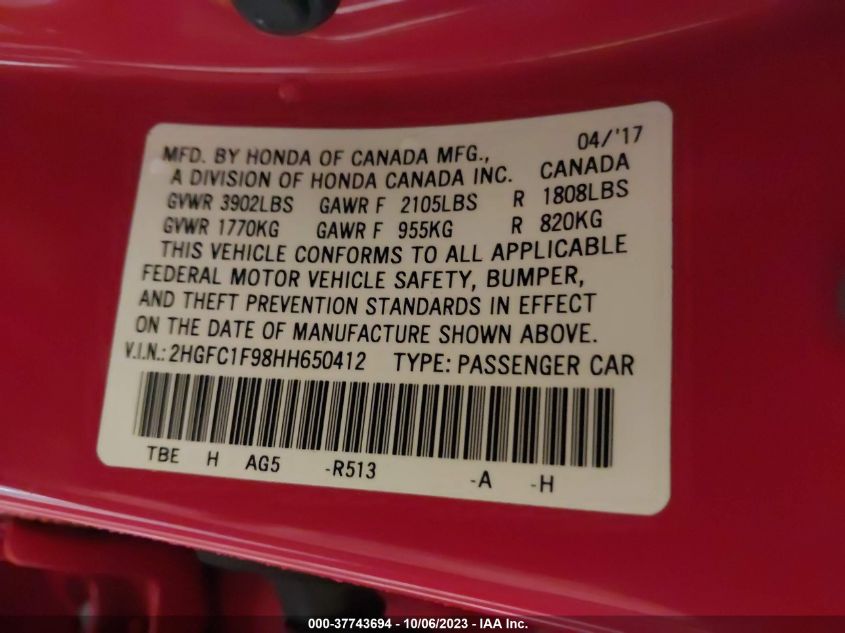 04/'17
MFD. BY HONDA OF CANADA MFG.,
A DIVISION OF HONDA CANADA INC. CANADA
GVWR 3902LBS GAWR F 2105LBS R 1808LBS
GVWR 1770KG GAWR F 955KG R 820KG
THIS VEHICLE CONFORMS TO ALL APPLICABLE
FEDERAL MOTOR VEHICLE SAFETY, BUMPER,
AND THEFT PREVENTION STANDARDS IN EFFECT
ON THE DATE OF MANUFACTURE SHOWN ABOVE.
V.I.N.: 2HGFC1F98HH650412 TYPE: PASSENGER CAR
TBE H AG5 -R513 -A -H
000-37743694 - 10/06/2023 - IAA Inc.